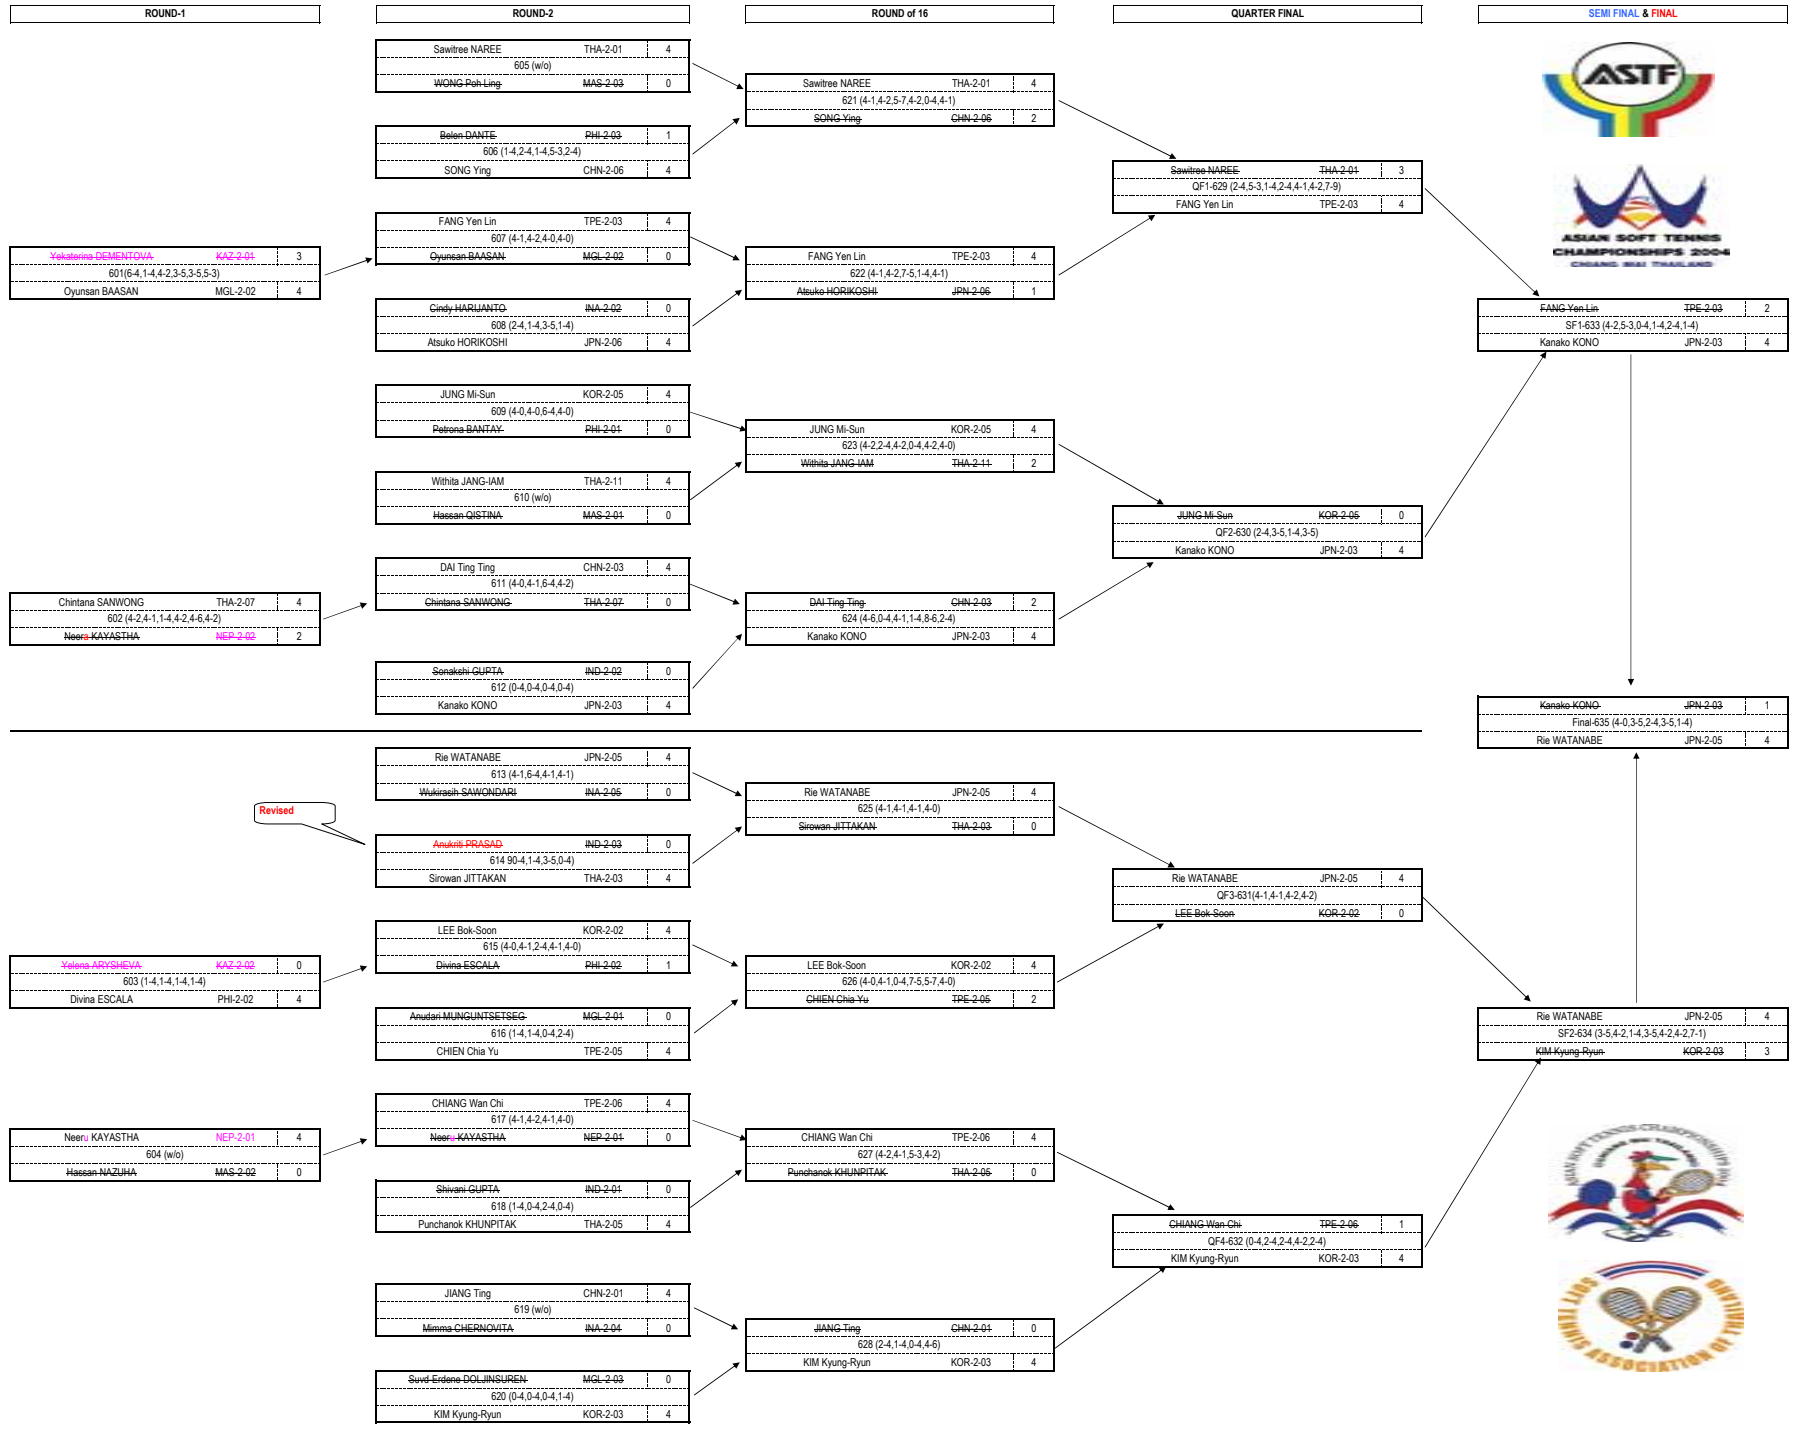 ROUND-1
ROUND-2
ROUND of 16
QUARTER FINAL
SEMI FINAL & FINAL
Yekaterina DEMENTOVA KAZ-2-01 3
601(6-4,1-4,4-2,3-5,3-5,5-3)
Oyunsan BAASAN MGL-2-02 4
Chintana SANWONG THA-2-07 4
602 (4-2,4-1,1-4,4-2,4-6,4-2)
Neera KAYASTHA NEP-2-02 2
Revised
Yelena ARYSHEVA KAZ-2-02 0
603 (1-4,1-4,1-4,1-4)
Divina ESCALA PHI-2-02 4
Neeru KAYASTHA NEP-2-01 4
604 (w/o)
Hassan NAZUHA MAS-2-02 0
Sawitree NAREE THA-2-01 4
605 (w/o)
WONG Poh Ling MAS-2-03 0
Belen DANTE PHI-2-03 1
606 (1-4,2-4,1-4,5-3,2-4)
SONG Ying CHN-2-06 4
FANG Yen Lin TPE-2-03 4
607 (4-1,4-2,4-0,4-0)
Oyunsan BAASAN MGL-2-02 0
Cindy HARIJANTO INA-2-02 0
608 (2-4,1-4,3-5,1-4)
Atsuko HORIKOSHI JPN-2-06 4
JUNG Mi-Sun KOR-2-05 4
609 (4-0,4-0,6-4,4-0)
Petrona BANTAY PHI-2-01 0
Withita JANG-IAM THA-2-11 4
610 (w/o)
Hassan QISTINA MAS-2-01 0
DAI Ting Ting CHN-2-03 4
611 (4-0,4-1,6-4,4-2)
Chintana SANWONG THA-2-07 0
Sonakshi GUPTA IND-2-02 0
612 (0-4,0-4,0-4,0-4)
Kanako KONO JPN-2-03 4
Rie WATANABE JPN-2-05 4
613 (4-1,6-4,4-1,4-1)
Wukirasih SAWONDARI INA-2-05 0
Anukriti PRASAD IND-2-03 0
614 90-4,1-4,3-5,0-4)
Sirowan JITTAKAN THA-2-03 4
LEE Bok-Soon KOR-2-02 4
615 (4-0,4-1,2-4,4-1,4-0)
Divina ESCALA PHI-2-02 1
Anudari MUNGUNTSETSEG MGL-2-01 0
616 (1-4,1-4,0-4,2-4)
CHIEN Chia Yu TPE-2-05 4
CHIANG Wan Chi TPE-2-06 4
617 (4-1,4-2,4-1,4-0)
Neeru KAYASTHA NEP-2-01 0
Shivani GUPTA IND-2-01 0
618 (1-4,0-4,2-4,0-4)
Punchanok KHUNPITAK THA-2-05 4
JIANG Ting CHN-2-01 4
619 (w/o)
Mimma CHERNOVITA INA-2-04 0
Suvd-Erdene DOLJINSUREN MGL-2-03 0
620 (0-4,0-4,0-4,1-4)
KIM Kyung-Ryun KOR-2-03 4
Sawitree NAREE THA-2-01 4
621 (4-1,4-2,5-7,4-2,0-4,4-1)
SONG Ying CHN-2-06 2
FANG Yen Lin TPE-2-03 4
622 (4-1,4-2,7-5,1-4,4-1)
Atsuko HORIKOSHI JPN-2-06 1
JUNG Mi-Sun KOR-2-05 4
623 (4-2,2-4,4-2,0-4,4-2,4-0)
Withita JANG-IAM THA-2-11 2
DAI Ting Ting CHN-2-03 2
624 (4-6,0-4,4-1,1-4,8-6,2-4)
Kanako KONO JPN-2-03 4
Rie WATANABE JPN-2-05 4
625 (4-1,4-1,4-1,4-0)
Sirowan JITTAKAN THA-2-03 0
LEE Bok-Soon KOR-2-02 4
626 (4-0,4-1,0-4,7-5,5-7,4-0)
CHIEN Chia Yu TPE-2-05 2
CHIANG Wan Chi TPE-2-06 4
627 (4-2,4-1,5-3,4-2)
Punchanok KHUNPITAK THA-2-05 0
JIANG Ting CHN-2-01 0
628 (2-4,1-4,0-4,4-6)
KIM Kyung-Ryun KOR-2-03 4
Sawitree NAREE THA-2-01 3
QF1-629 (2-4,5-3,1-4,2-4,4-1,4-2,7-9)
FANG Yen Lin TPE-2-03 4
JUNG Mi-Sun KOR-2-05 0
QF2-630 (2-4,3-5,1-4,3-5)
Kanako KONO JPN-2-03 4
Rie WATANABE JPN-2-05 4
QF3-631(4-1,4-1,4-2,4-2)
LEE Bok-Soon KOR-2-02 0
CHIANG Wan Chi TPE-2-06 1
QF4-632 (0-4,2-4,2-4,4-2,2-4)
KIM Kyung-Ryun KOR-2-03 4
ASTF
ASIAN SOFT TENNIS
CHAMPIONSHIPS 2004
CHIANG MAI THAILAND
FANG Yen Lin TPE-2-03 2
SF1-633 (4-2,5-3,0-4,1-4,2-4,1-4)
Kanako KONO JPN-2-03 4
Kanako KONO JPN-2-03 1
Final-635 (4-0,3-5,2-4,3-5,1-4)
Rie WATANABE JPN-2-05 4
Rie WATANABE JPN-2-05 4
SF2-634 (3-5,4-2,1-4,3-5,4-2,4-2,7-1)
KIM Kyung-Ryun KOR-2-03 3
ASIAN SOFT TENNIS CHAMPIONSHIPS 2004
CHIANG MAI THAILAND
SOFT TENNIS ASSOCIATION OF THAILAND